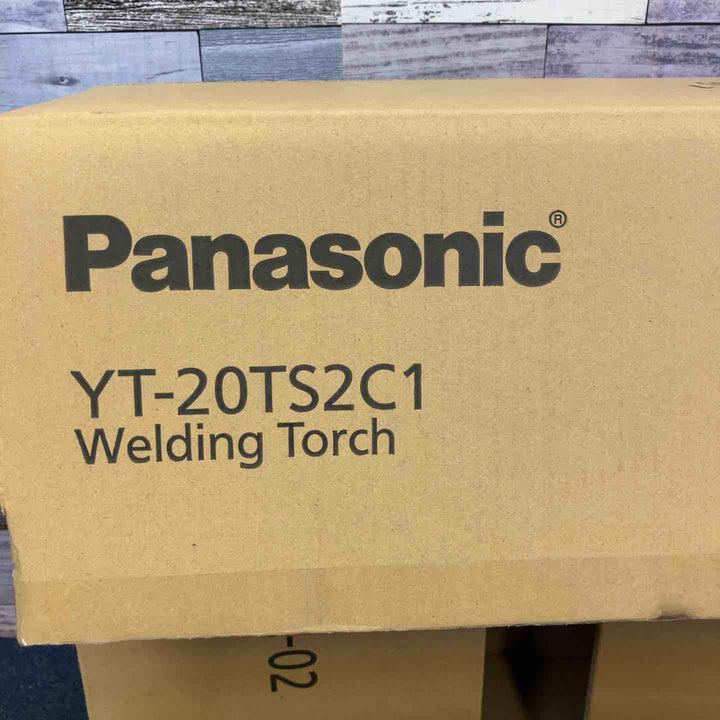 Panasonic®
YT-20TS2C1
Welding Torch
-02